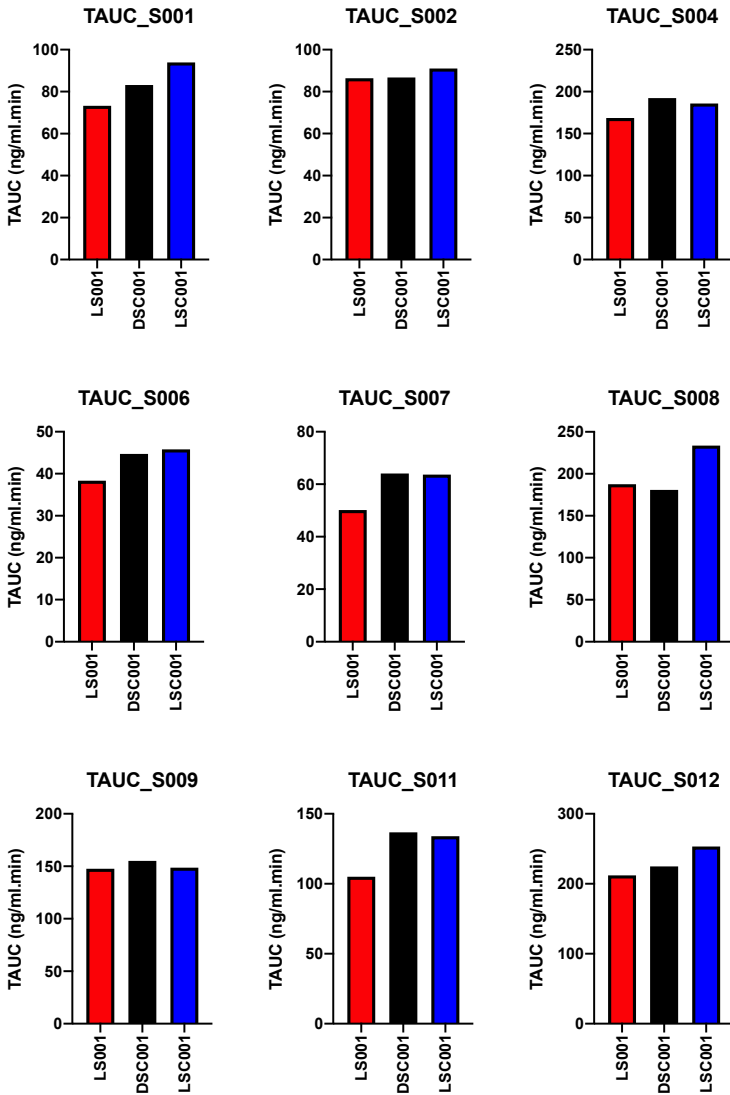 TAUC_S001
TAUC (ng/ml.min)
100
80
60
40
20
0
LS001
DSC001
LSC001
TAUC_S002
TAUC (ng/ml.min)
100
80
60
40
20
0
LS001
DSC001
LSC001
TAUC_S004
TAUC (ng/ml.min)
250
200
150
100
50
0
LS001
DSC001
LSC001
TAUC_S006
TAUC (ng/ml.min)
50
40
30
20
10
0
LS001
DSC001
LSC001
TAUC_S007
TAUC (ng/ml.min)
80
60
40
20
0
LS001
DSC001
LSC001
TAUC_S008
TAUC (ng/ml.min)
250
200
150
100
50
0
LS001
DSC001
LSC001
TAUC_S009
TAUC (ng/ml.min)
200
150
100
50
0
LS001
DSC001
LSC001
TAUC_S011
TAUC (ng/ml.min)
150
100
50
0
LS001
DSC001
LSC001
TAUC_S012
TAUC (ng/ml.min)
300
200
100
0
LS001
DSC001
LSC001